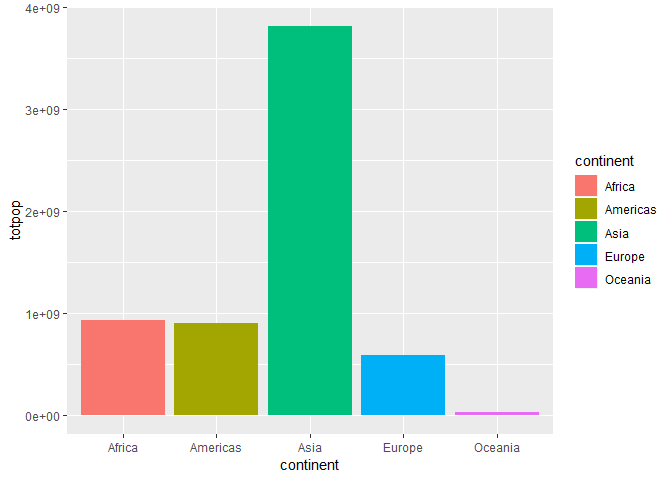 4e+09
3e+09
2e+09
1e+09
0e+00
totpop
Africa Americas Asia Europe Oceania
continent
continent
Africa
Americas
Asia
Europe
Oceania